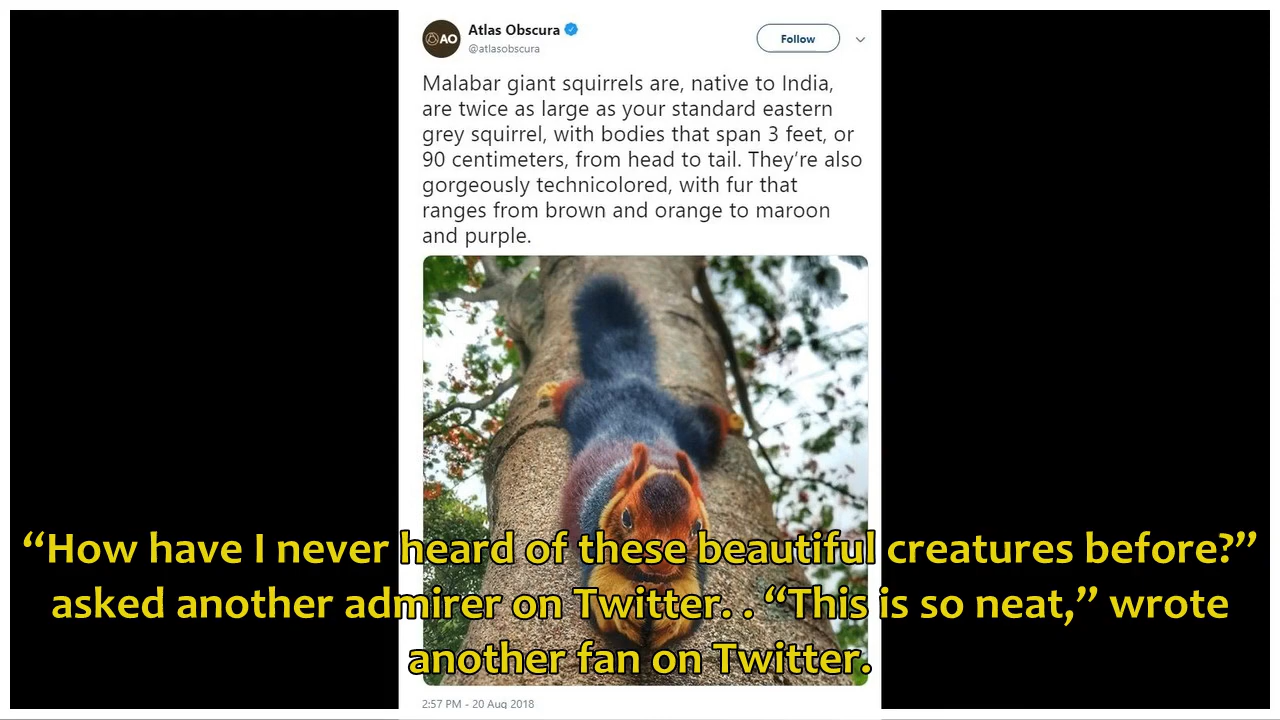 AO
Atlas Obscura
@atlasobscura
Follow
Malabar giant squirrels are, native to India,
are twice as large as your standard eastern
grey squirrel, with bodies that span 3 feet, or
90 centimeters, from head to tail. They’re also
gorgeously technicolored, with fur that
ranges from brown and orange to maroon
and purple.
“How have I never heard of these beautiful creatures before?”
asked another admirer on Twitter. . “This is so neat,” wrote
another fan on Twitter.
2:57 PM - 20 Aug 2018